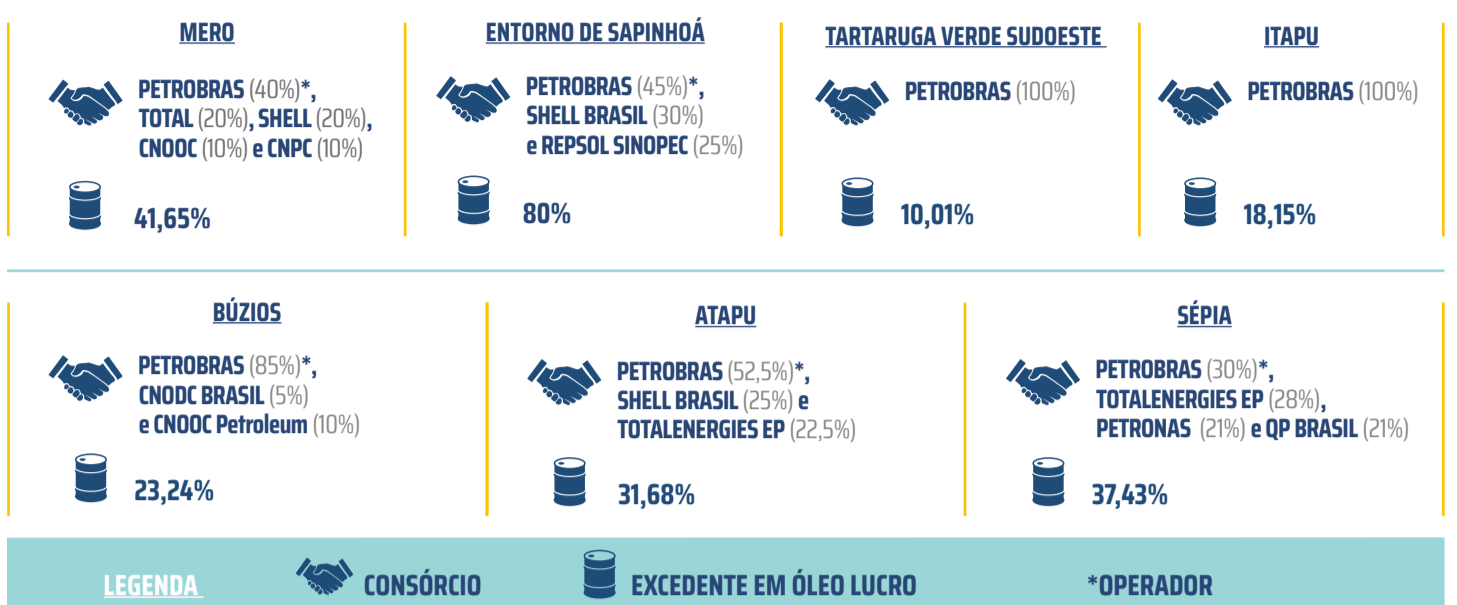 MERO
PETROBRAS (40%)*,
TOTAL (20%), SHELL (20%),
CNOOC (10%) e CNPC (10%)
41,65%
ENTORNO DE SAPINHOÁ
PETROBRAS (45%)*,
SHELL BRASIL (30%)
e REPSOL SINOPEC (25%)
80%
TARTARUGA VERDE SUDOESTE
PETROBRAS (100%)
10,01%
ITAPU
PETROBRAS (100%)
18,15%
BÚZIOS
PETROBRAS (85%)*,
CNODC BRASIL (5%)
e CNOOC Petroleum (10%)
23,24%
ATAPU
PETROBRAS (52,5%)*,
SHELL BRASIL (25%) e
TOTALENERGIES EP (22,5%)
31,68%
SÉPIA
PETROBRAS (30%)*,
TOTALENERGIES EP (28%),
PETRONAS (21%) e QP BRASIL (21%)
37,43%
LEGENDA
CONSÓRCIO
EXCEDENTE EM ÓLEO LUCRO
*OPERADOR